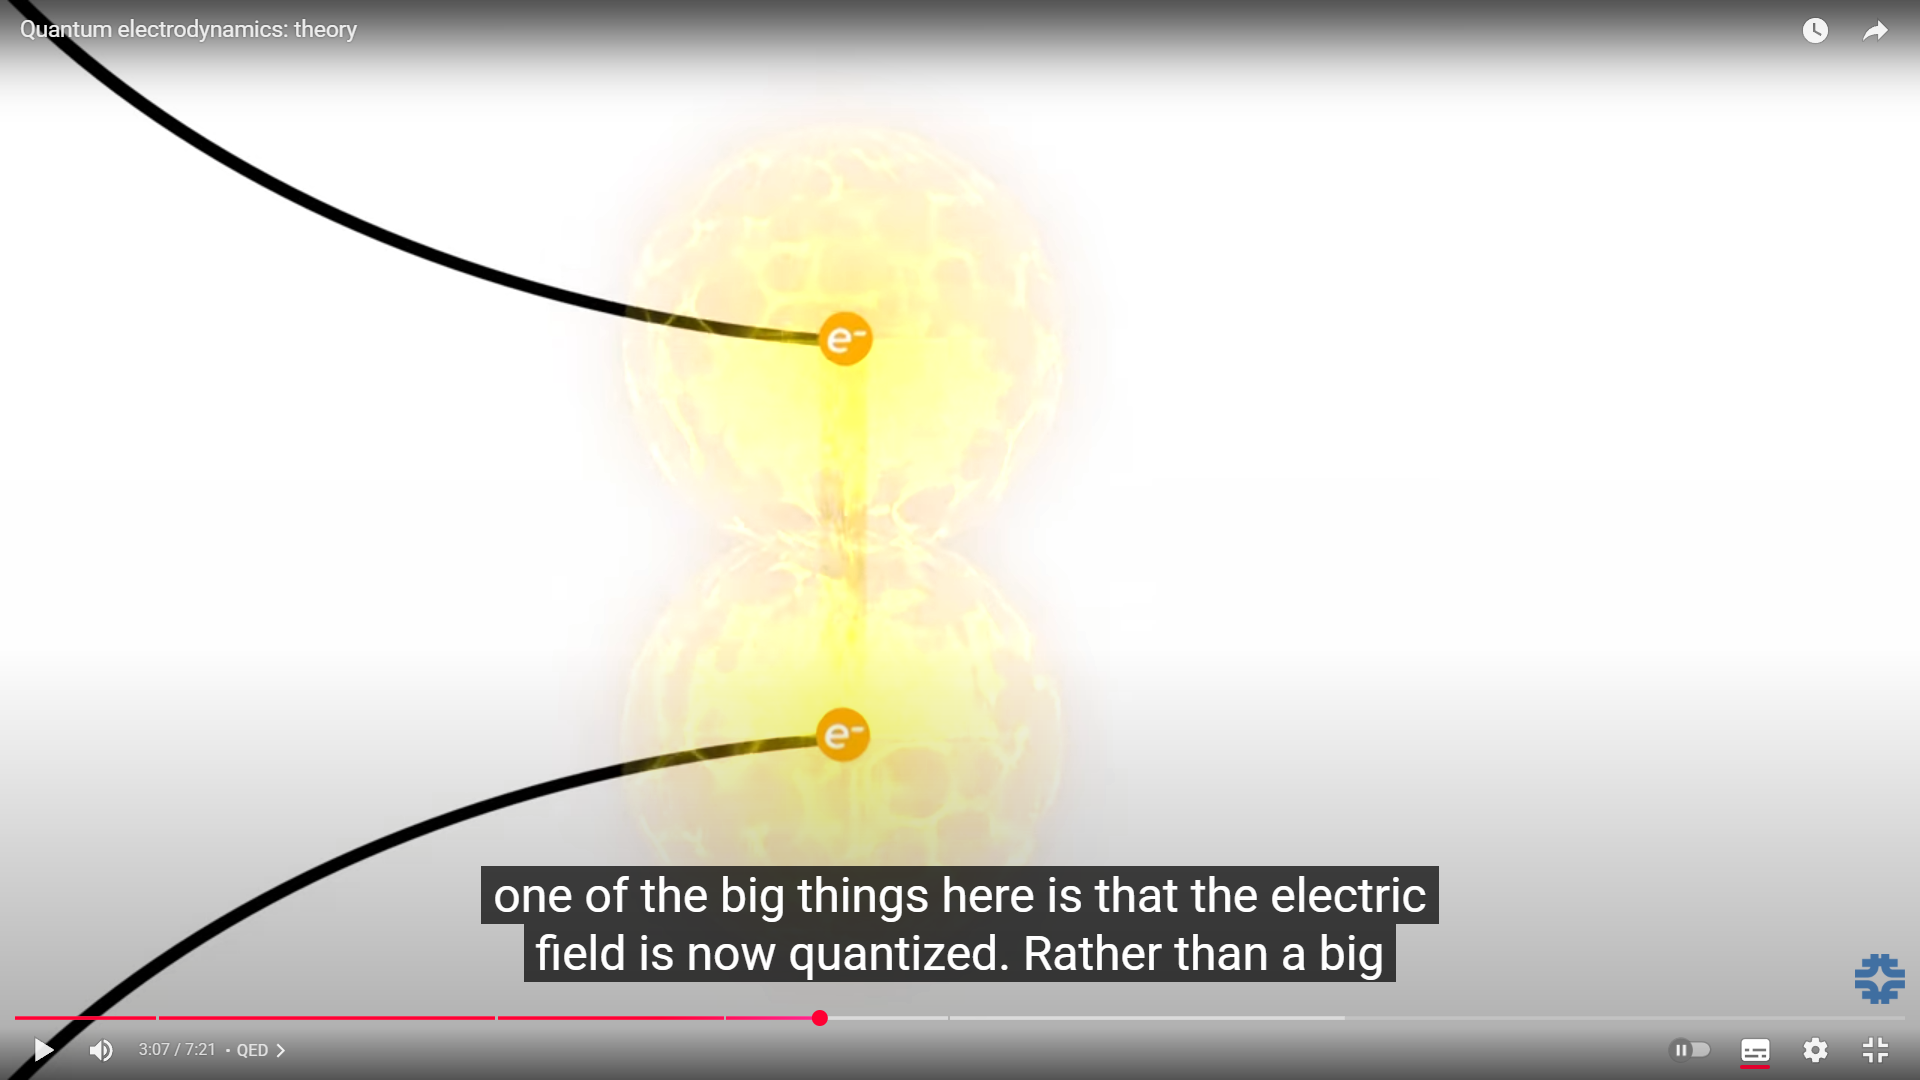 Quantum electrodynamics: theory
e-
e-
one of the big things here is that the electric
field is now quantized. Rather than a big
3:07 / 7:21 • QED